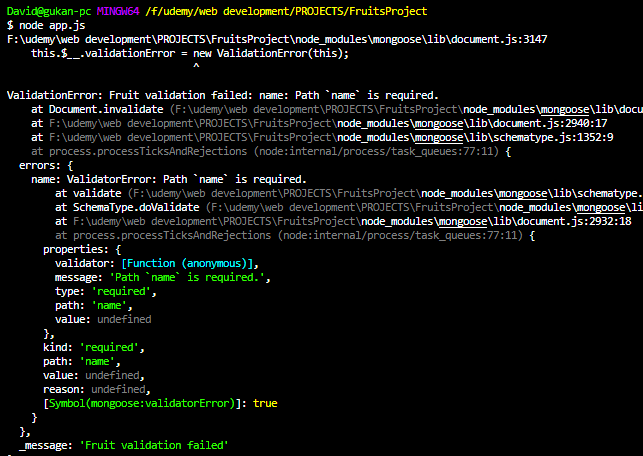 David@gukan-pc MINGW64 /f/udemy/web development/PROJECTS/FruitsProject
$ node app.js
F:\udemy\web development\PROJECTS\FruitsProject\node_modules\mongoose\lib\document.js:3147
    this.$__.validationError = new ValidationError(this);
                               ^

ValidationError: Fruit validation failed: name: Path `name` is required.
    at Document.invalidate (F:\udemy\web development\PROJECTS\FruitsProject\node_modules\mongoose\lib\docu
    at F:\udemy\web development\PROJECTS\FruitsProject\node_modules\mongoose\lib\document.js:2940:17
    at F:\udemy\web development\PROJECTS\FruitsProject\node_modules\mongoose\lib\schematype.js:1352:9
    at process.processTicksAndRejections (node:internal/process/task_queues:77:11) {
  errors: {
    name: ValidatorError: Path `name` is required.
        at validate (F:\udemy\web development\PROJECTS\FruitsProject\node_modules\mongoose\lib\schematype.
        at SchemaType.doValidate (F:\udemy\web development\PROJECTS\FruitsProject\node_modules\mongoose\li
        at F:\udemy\web development\PROJECTS\FruitsProject\node_modules\mongoose\lib\document.js:2932:18
        at process.processTicksAndRejections (node:internal/process/task_queues:77:11) {
      properties: {
        validator: [Function (anonymous)],
        message: 'Path `name` is required.',
        type: 'required',
        path: 'name',
        value: undefined
      },
      kind: 'required',
      path: 'name',
      value: undefined,
      reason: undefined,
      [Symbol(mongoose:validatorError)]: true
    }
  },
  _message: 'Fruit validation failed'